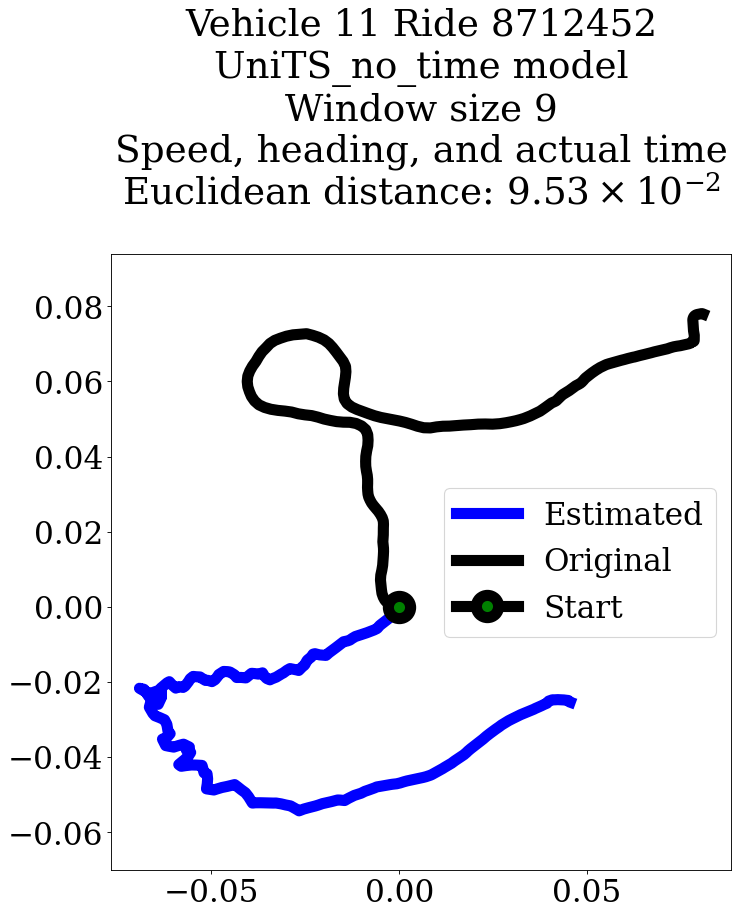 Vehicle 11 Ride 8712452
UniTS_no_time model
Window size 9
Speed, heading, and actual time
Euclidean distance: 9.53 × 10⁻²
0.08
0.06
0.04
0.02
0.00
−0.02
−0.04
−0.06
Estimated
Original
Start
−0.05 0.00 0.05